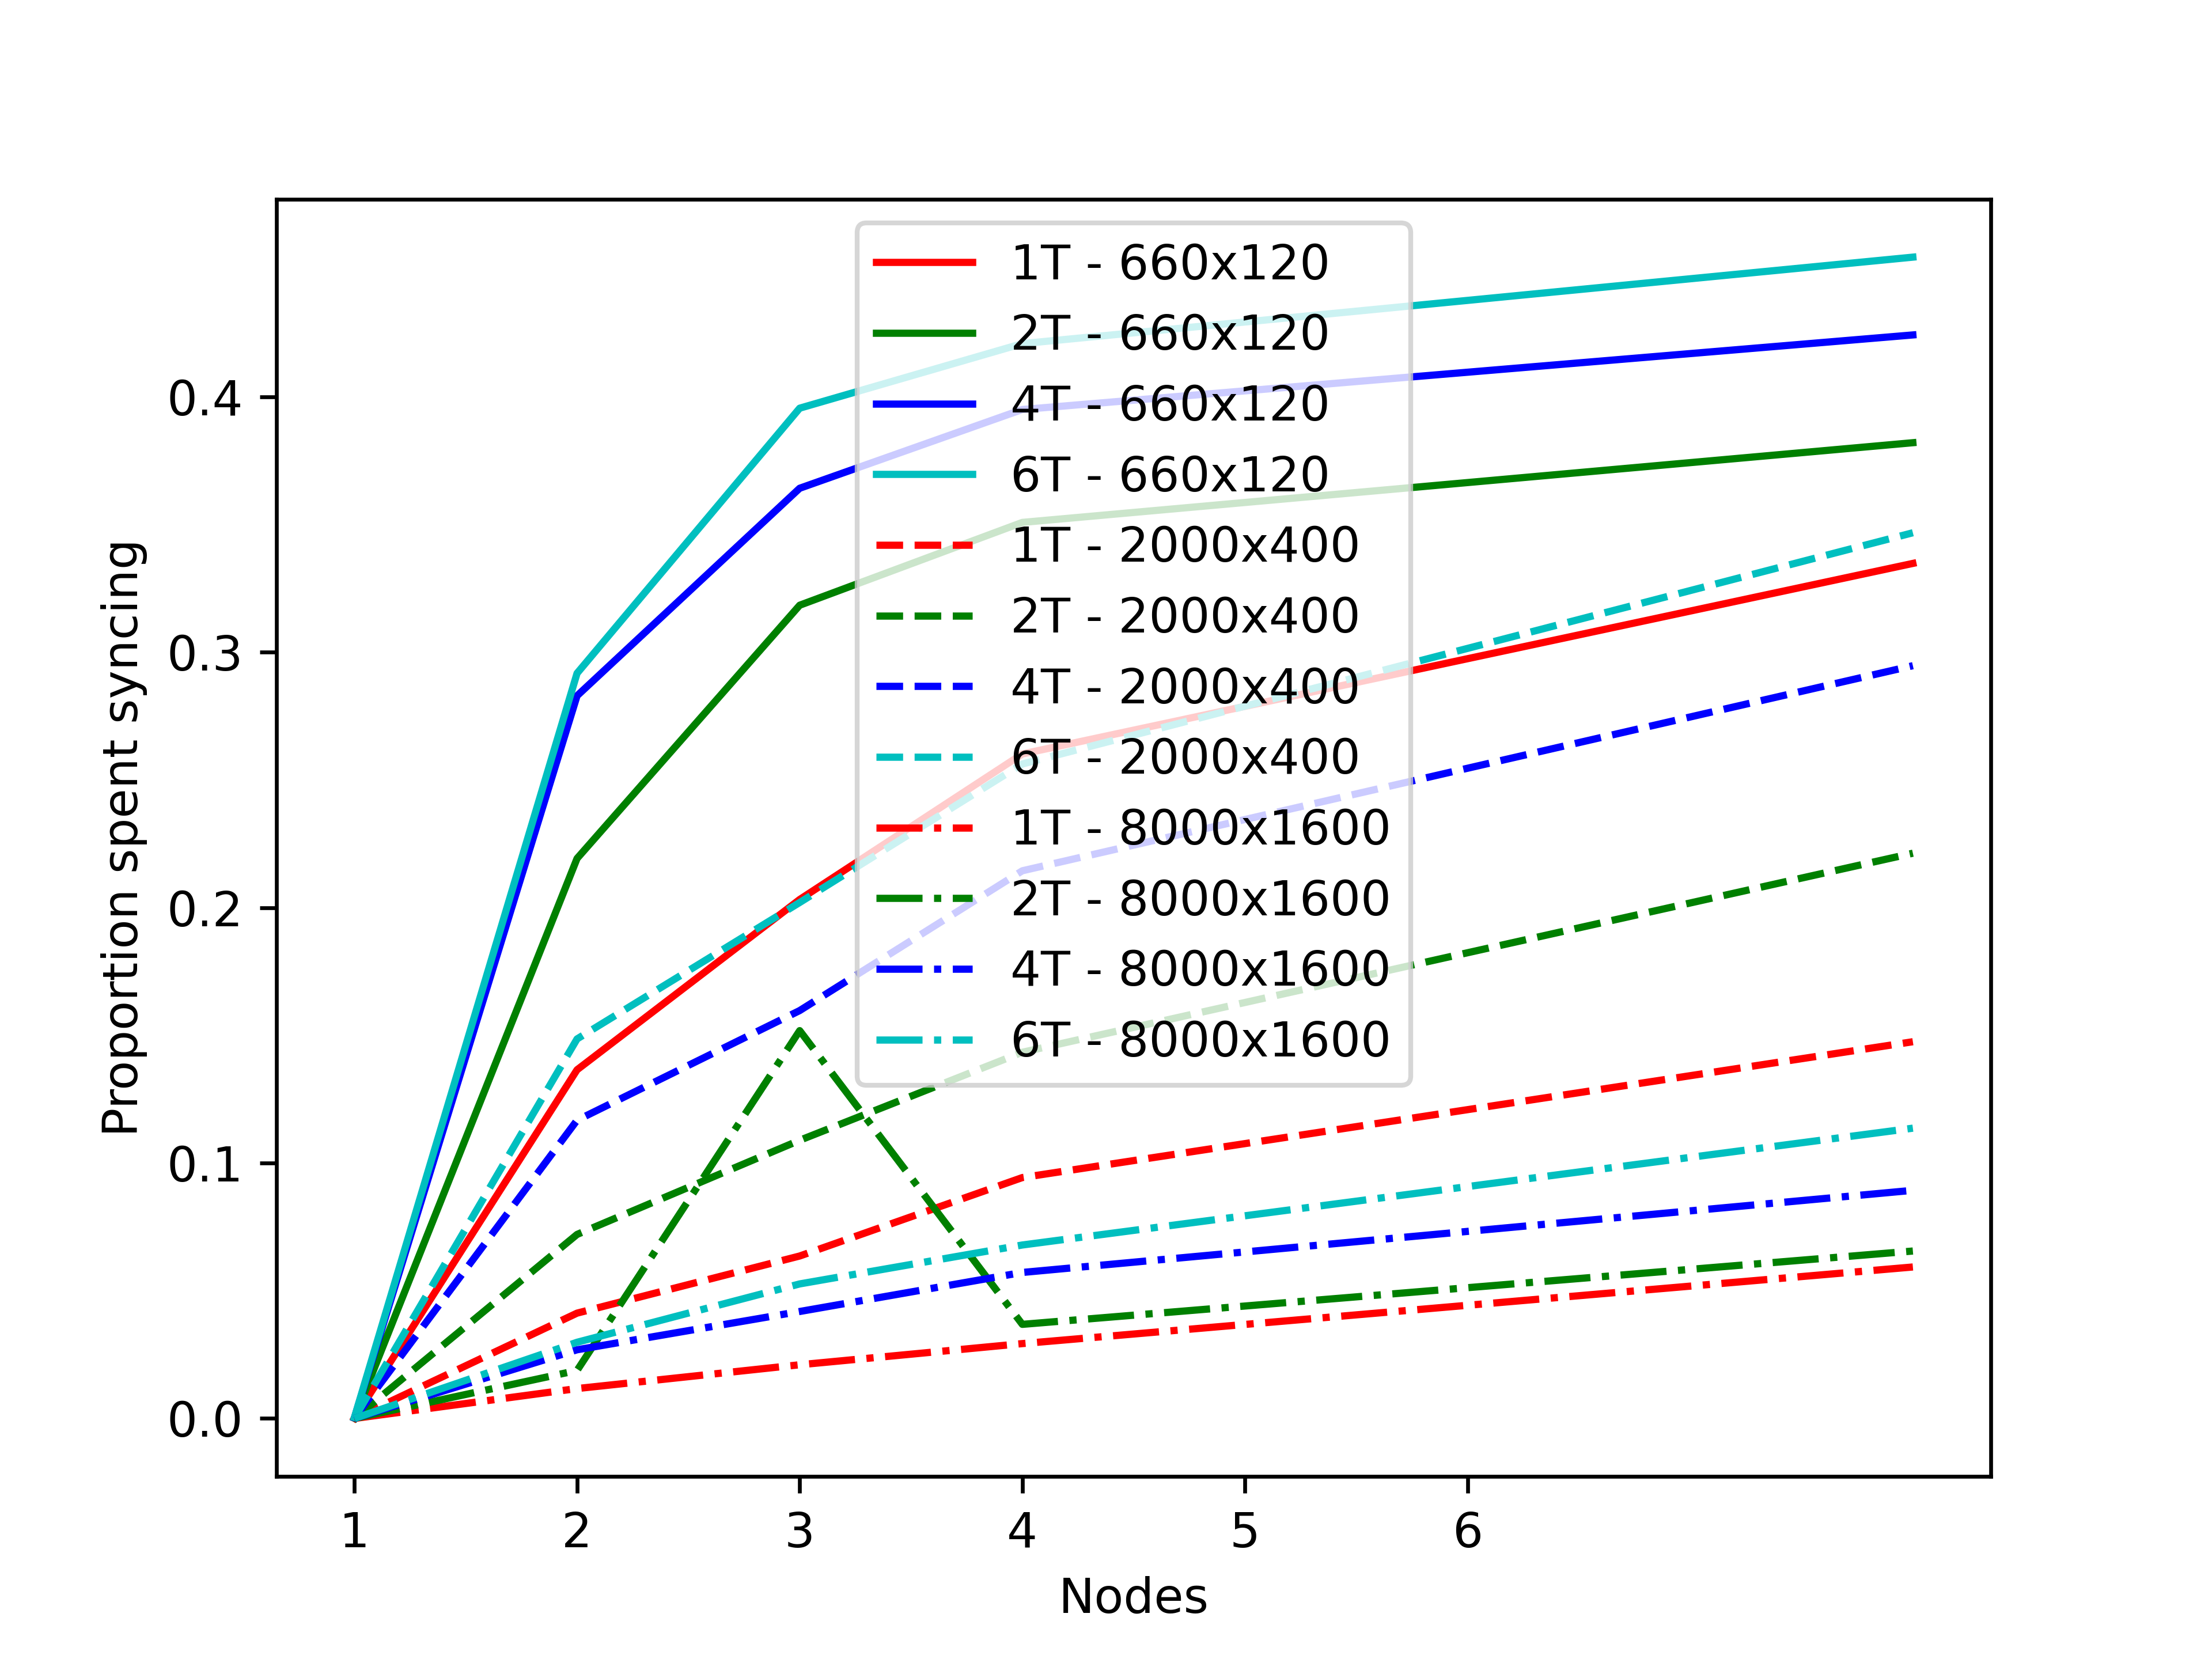 1T - 660x120
2T - 660x120
4T - 660x120
6T - 660x120
1T - 2000x400
2T - 2000x400
4T - 2000x400
6T - 2000x400
1T - 8000x1600
2T - 8000x1600
4T - 8000x1600
6T - 8000x1600
0.4
0.3
0.2
0.1
0.0
Proportion spent syncing
1 2 3 4 5 6
Nodes